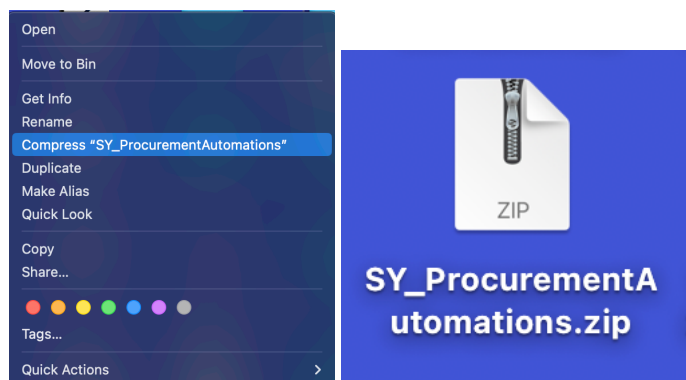 Open
Move to Bin
Get Info
Rename
Compress “SY_ProcurementAutomations”
Duplicate
Make Alias
Quick Look
Copy
Share...
Tags...
Quick Actions
ZIP
SY_ProcurementA
utomations.zip